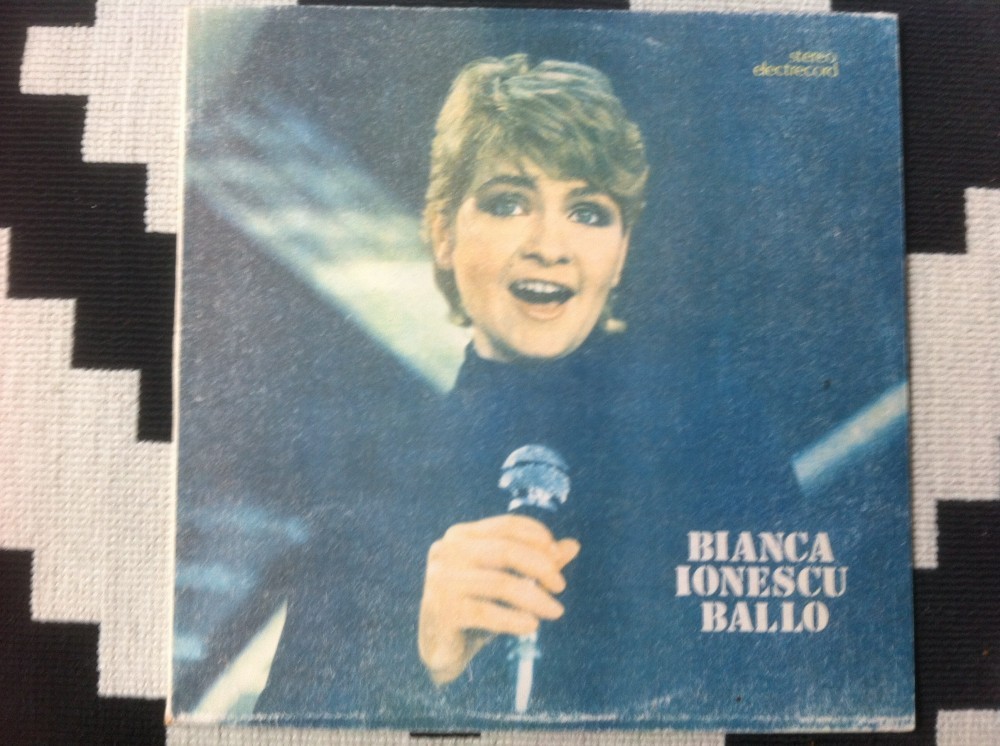 stereo
electrecord
BIANCA
IONESCU
BALLO